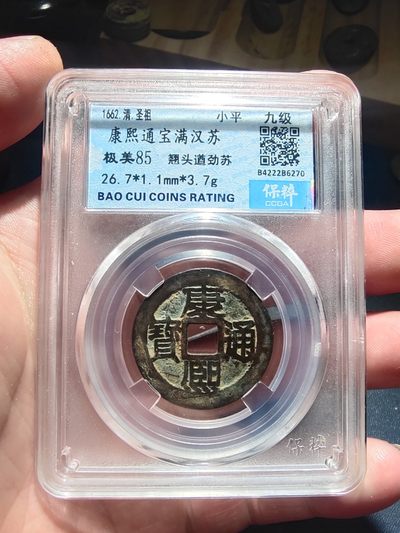 1662.清.圣祖 小平 九级
康熙通宝满汉苏
极美85 翘头遒劲苏
26.7*1.1mm*3.7g B4222B6270
BAO CUI COINS RATING 保粹
CCGA
康
寶 通
熙
保粹